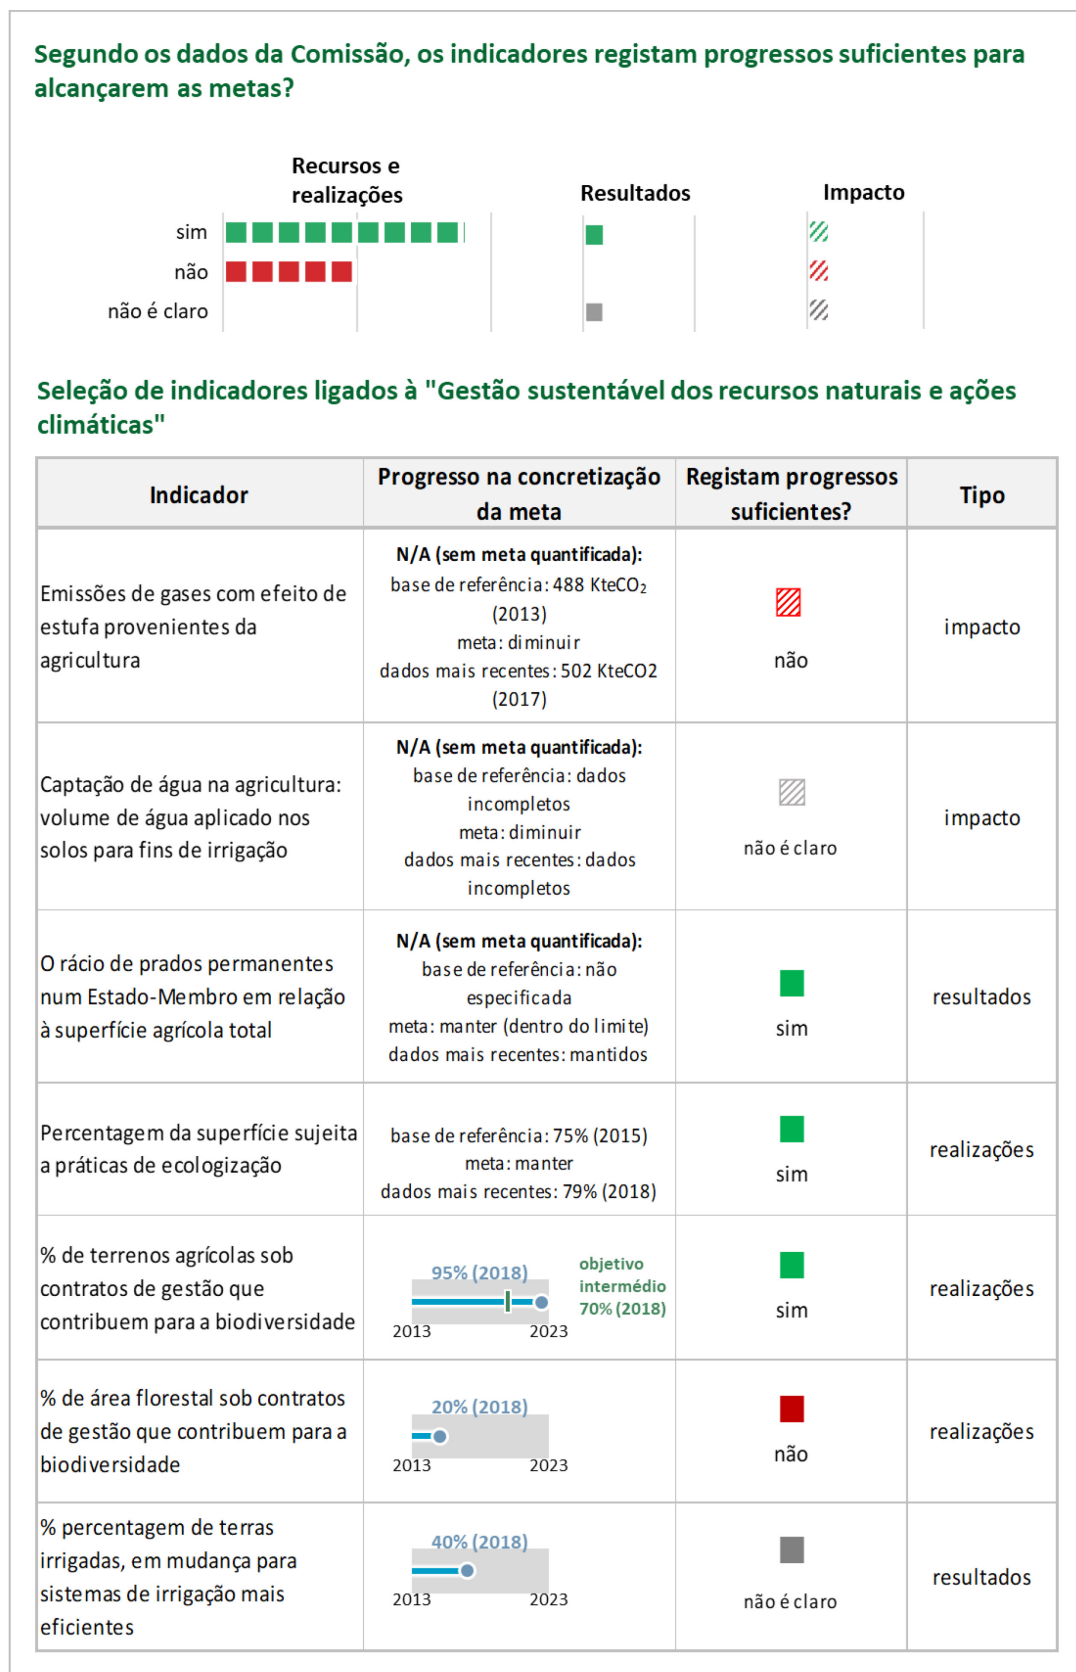 Segundo os dados da Comissão, os indicadores registam progressos suficientes para
alcançarem as metas?
Recursos e
realizações
Resultados
Impacto
sim
não
não é claro
Seleção de indicadores ligados à "Gestão sustentável dos recursos naturais e ações
climáticas"
Indicador
Progresso na concretização
da meta
Registam progressos
suficientes?
Tipo
Emissões de gases com efeito de
estufa provenientes da
agricultura
N/A (sem meta quantificada):
base de referência: 488 KteCO₂
(2013)
meta: diminuir
dados mais recentes: 502 KteCO2
(2017)
não
impacto
Captação de água na agricultura:
volume de água aplicado nos
solos para fins de irrigação
N/A (sem meta quantificada):
base de referência: dados
incompletos
meta: diminuir
dados mais recentes: dados
incompletos
não é claro
impacto
O rácio de prados permanentes
num Estado-Membro em relação
à superfície agrícola total
N/A (sem meta quantificada):
base de referência: não
especificada
meta: manter (dentro do limite)
dados mais recentes: mantidos
sim
resultados
Percentagem da superfície sujeita
a práticas de ecologização
base de referência: 75% (2015)
meta: manter
dados mais recentes: 79% (2018)
sim
realizações
% de terrenos agrícolas sob
contratos de gestão que
contribuem para a biodiversidade
95% (2018)
2013
2023
objetivo
intermédio
70% (2018)
sim
realizações
% de área florestal sob contratos
de gestão que contribuem para a
biodiversidade
20% (2018)
2013
2023
não
realizações
% percentagem de terras
irrigadas, em mudança para
sistemas de irrigação mais
eficientes
40% (2018)
2013
2023
não é claro
resultados